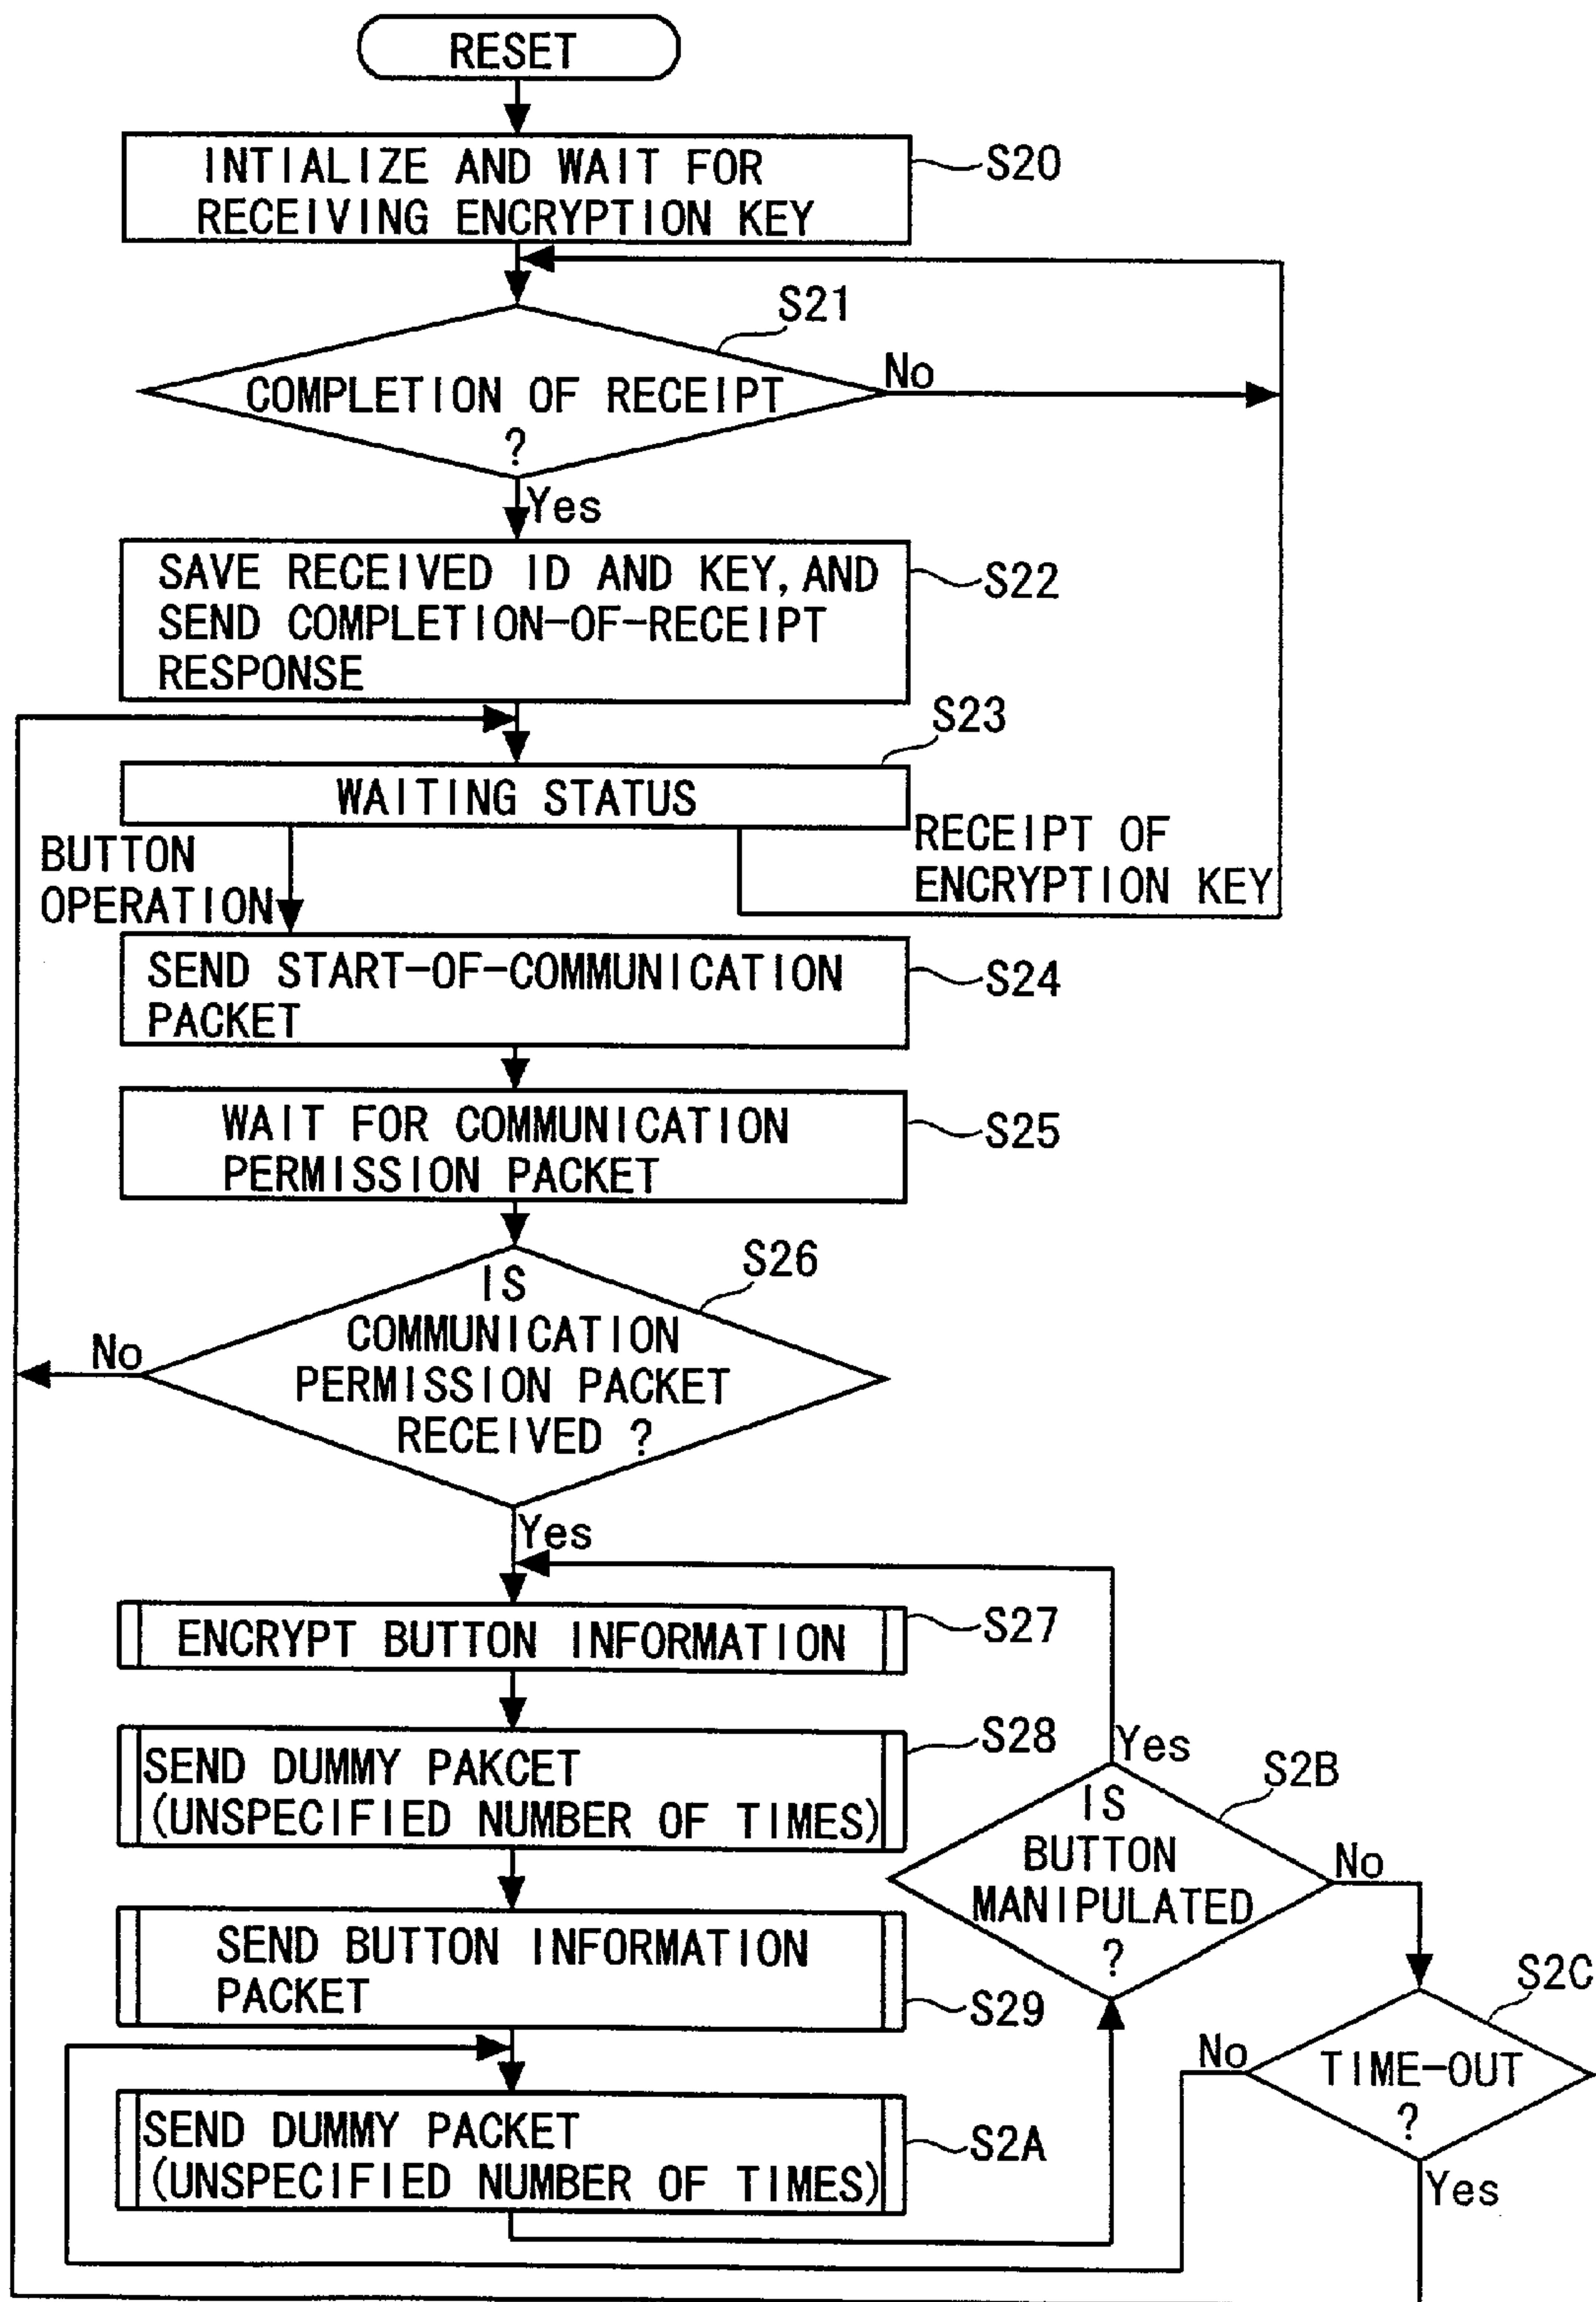 RESET
INTIALIZE AND WAIT FOR
RECEIVING ENCRYPTION KEY
S20
S21
COMPLETION OF RECEIPT
?
No
Yes
SAVE RECEIVED ID AND KEY, AND
SEND COMPLETION-OF-RECEIPT
RESPONSE
S22
S23
WAITING STATUS
BUTTON
OPERATION
RECEIPT OF
ENCRYPTION KEY
SEND START-OF-COMMUNICATION
PACKET
S24
WAIT FOR COMMUNICATION
PERMISSION PACKET
S25
S26
IS
COMMUNICATION
PERMISSION PACKET
RECEIVED ?
No
Yes
ENCRYPT BUTTON INFORMATION
S27
SEND DUMMY PAKCET
(UNSPECIFIED NUMBER OF TIMES)
S28
Yes
S2B
IS
BUTTON
MANIPULATED
?
No
SEND BUTTON INFORMATION
PACKET
S29
S2C
No
TIME-OUT
?
Yes
SEND DUMMY PACKET
(UNSPECIFIED NUMBER OF TIMES)
S2A